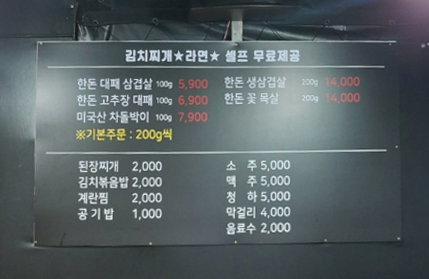 김치찌개★라면★ 셀프 무료제공
한돈 대패 삼겹살 100g 5,900
한돈 고추장 대패 100g 6,900
미국산 차돌박이 100g 7,900
※기본주문 : 200g씩
한돈 생삼겹살 200g 14,000
한돈 꽃 목살 200g 14,000
된장찌개 2,000
김치볶음밥 2,000
계란찜 2,000
공기밥 1,000
소 주 5,000
맥 주 5,000
청 하 5,000
막걸리 4,000
음료수 2,000